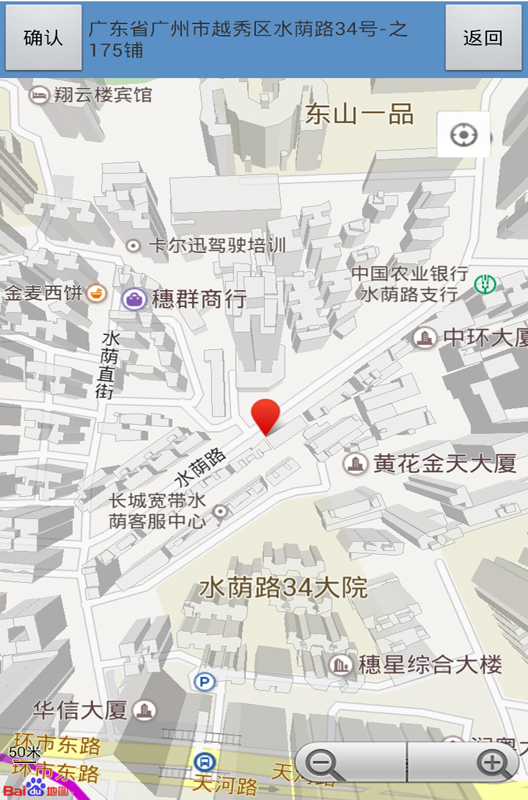 确认
广东省广州市越秀区水荫路34号-之
175铺
返回
翔云楼宾馆
东山一品
卡尔迅驾驶培训
中国农业银行
水荫路支行
金麦西饼
穗群商行
中环大厦
水荫直街
水荫路
黄花金天大厦
长城宽带水
荫客服中心
水荫路34大院
穗星综合大楼
P
华信大厦
环市东路
50米
环市东路
天河路
天河路
Bai du 地图